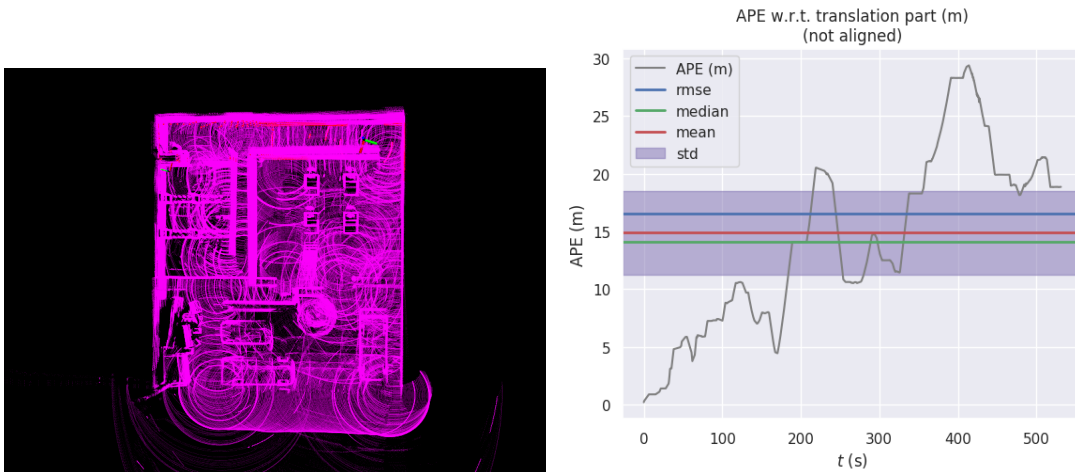 APE w.r.t. translation part (m)
(not aligned)
30
25
20
15
10
5
0
APE (m)
APE (m)
rmse
median
mean
std
0 100 200 300 400 500
t (s)